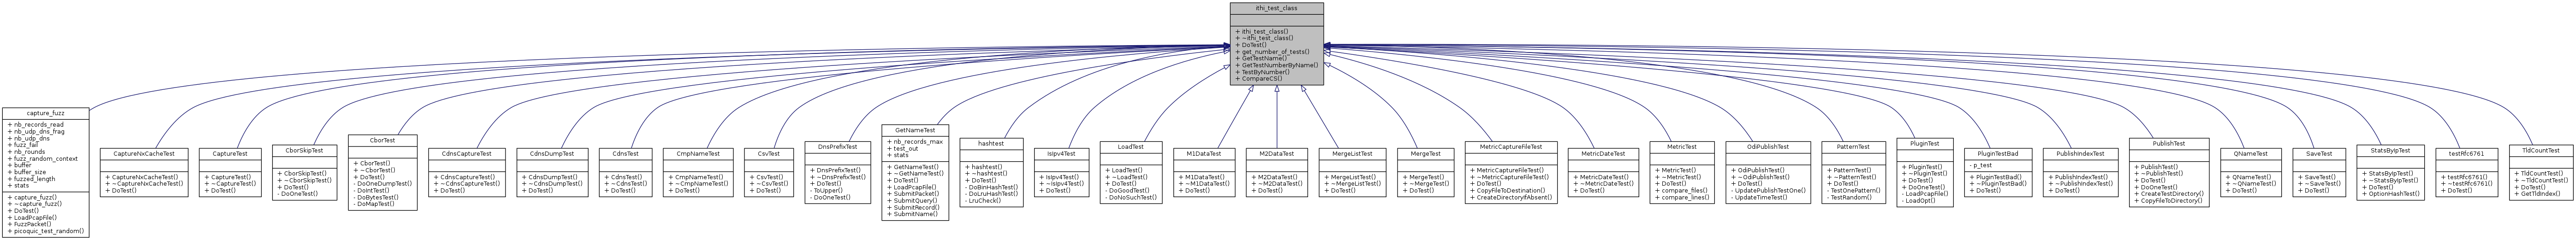 ithi_test_class
+ ithi_test_class()
+ ~ithi_test_class()
+ DoTest()
+ get_number_of_tests()
+ GetTestName()
+ GetTestNumberByName()
+ TestByNumber()
+ CompareCS()
capture_fuzz
+ nb_records_read
+ nb_udp_dns_frag
+ nb_udp_dns
+ fuzz_fail
+ nb_rounds
+ fuzz_random_context
+ buffer
+ buffer_size
+ fuzzed_length
+ stats
+ capture_fuzz()
+ ~capture_fuzz()
+ DoTest()
+ LoadPcapFile()
+ FuzzPacket()
+ picoquic_test_random()
CaptureNxCacheTest
+ CaptureNxCacheTest()
+ ~CaptureNxCacheTest()
+ DoTest()
CaptureTest
+ CaptureTest()
+ ~CaptureTest()
+ DoTest()
CborSkipTest
+ CborSkipTest()
+ ~CborSkipTest()
+ DoTest()
- DoOneTest()
CborTest
+ CborTest()
+ ~CborTest()
+ DoTest()
- DoOneDumpTest()
- DoIntTest()
- DoBytesTest()
- DoMapTest()
CdnsCaptureTest
+ CdnsCaptureTest()
+ ~CdnsCaptureTest()
+ DoTest()
CdnsDumpTest
+ CdnsDumpTest()
+ ~CdnsDumpTest()
+ DoTest()
CdnsTest
+ CdnsTest()
+ ~CdnsTest()
+ DoTest()
CmpNameTest
+ CmpNameTest()
+ ~CmpNameTest()
+ DoTest()
CsvTest
+ CsvTest()
+ ~CsvTest()
+ DoTest()
DnsPrefixTest
+ DnsPrefixTest()
+ ~DnsPrefixTest()
+ DoTest()
- ToUpper()
- DoOneTest()
GetNameTest
+ nb_records_max
+ test_out
+ stats
+ GetNameTest()
+ ~GetNameTest()
+ DoTest()
+ LoadPcapFile()
+ SubmitPacket()
+ SubmitQuery()
+ SubmitRecord()
+ SubmitName()
hashtest
+ hashtest()
+ ~hashtest()
+ DoTest()
- DoBinHashTest()
- DoLruHashTest()
- LruCheck()
IsIpv4Test
+ IsIpv4Test()
+ ~IsIpv4Test()
+ DoTest()
LoadTest
+ LoadTest()
+ ~LoadTest()
+ DoTest()
- DoGoodTest()
- DoNoSuchTest()
M1DataTest
+ M1DataTest()
+ ~M1DataTest()
+ DoTest()
M2DataTest
+ M2DataTest()
+ ~M2DataTest()
+ DoTest()
MergeListTest
+ MergeListTest()
+ ~MergeListTest()
+ DoTest()
MergeTest
+ MergeTest()
+ ~MergeTest()
+ DoTest()
MetricCaptureFileTest
+ MetricCaptureFileTest()
+ ~MetricCaptureFileTest()
+ DoTest()
+ CopyFileToDestination()
+ CreateDirectoryIfAbsent()
MetricDateTest
+ MetricDateTest()
+ ~MetricDateTest()
+ DoTest()
MetricTest
+ MetricTest()
+ ~MetricTest()
+ DoTest()
+ compare_files()
+ compare_lines()
OdiPublishTest
+ OdiPublishTest()
+ ~OdiPublishTest()
+ DoTest()
- UpdatePublishTestOne()
- UpdateTimeTest()
PatternTest
+ PatternTest()
+ ~PatternTest()
+ DoTest()
- TestOnePattern()
- TestRandom()
PluginTest
+ PluginTest()
+ ~PluginTest()
+ DoTest()
+ DoOneTest()
- LoadPcapFile()
- LoadOpt()
PluginTestBad
- p_test
+ PluginTestBad()
+ ~PluginTestBad()
+ DoTest()
PublishIndexTest
+ PublishIndexTest()
+ ~PublishIndexTest()
+ DoTest()
PublishTest
+ PublishTest()
+ ~PublishTest()
+ DoTest()
+ DoOneTest()
+ CreateTestDirectory()
+ CopyFileToDirectory()
QNameTest
+ QNameTest()
+ ~QNameTest()
+ DoTest()
SaveTest
+ SaveTest()
+ ~SaveTest()
+ DoTest()
StatsByIpTest
+ StatsByIpTest()
+ ~StatsByIpTest()
+ DoTest()
+ OptionHashTest()
testRfc6761
+ testRfc6761()
+ ~testRfc6761()
+ DoTest()
TldCountTest
+ TldCountTest()
+ ~TldCountTest()
+ DoTest()
+ GetTldIndex()